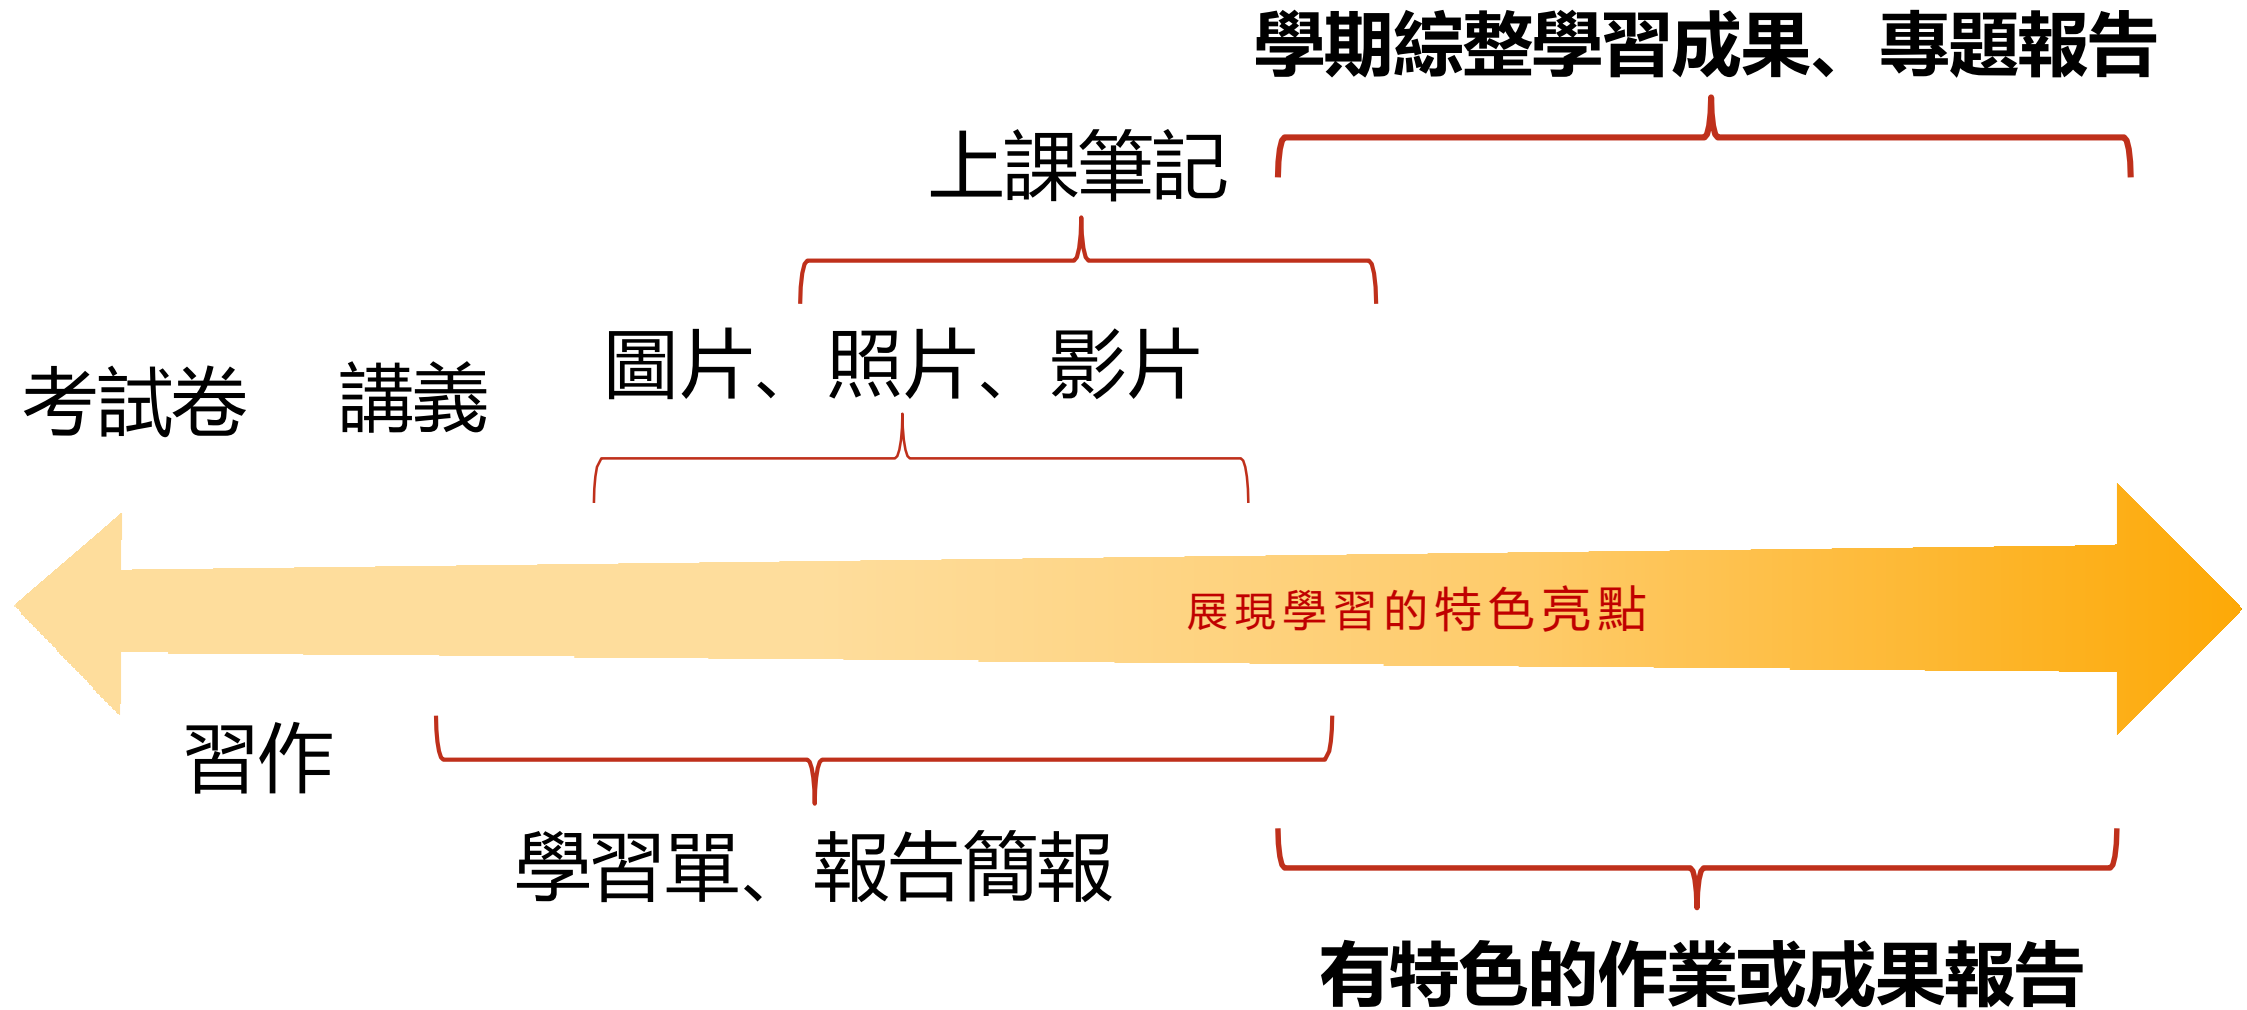 學期綜整學習成果、專題報告
上課筆記
圖片、照片、影片
考試卷
講義
展現學習的特色亮點
習作
學習單、報告簡報
有特色的作業或成果報告